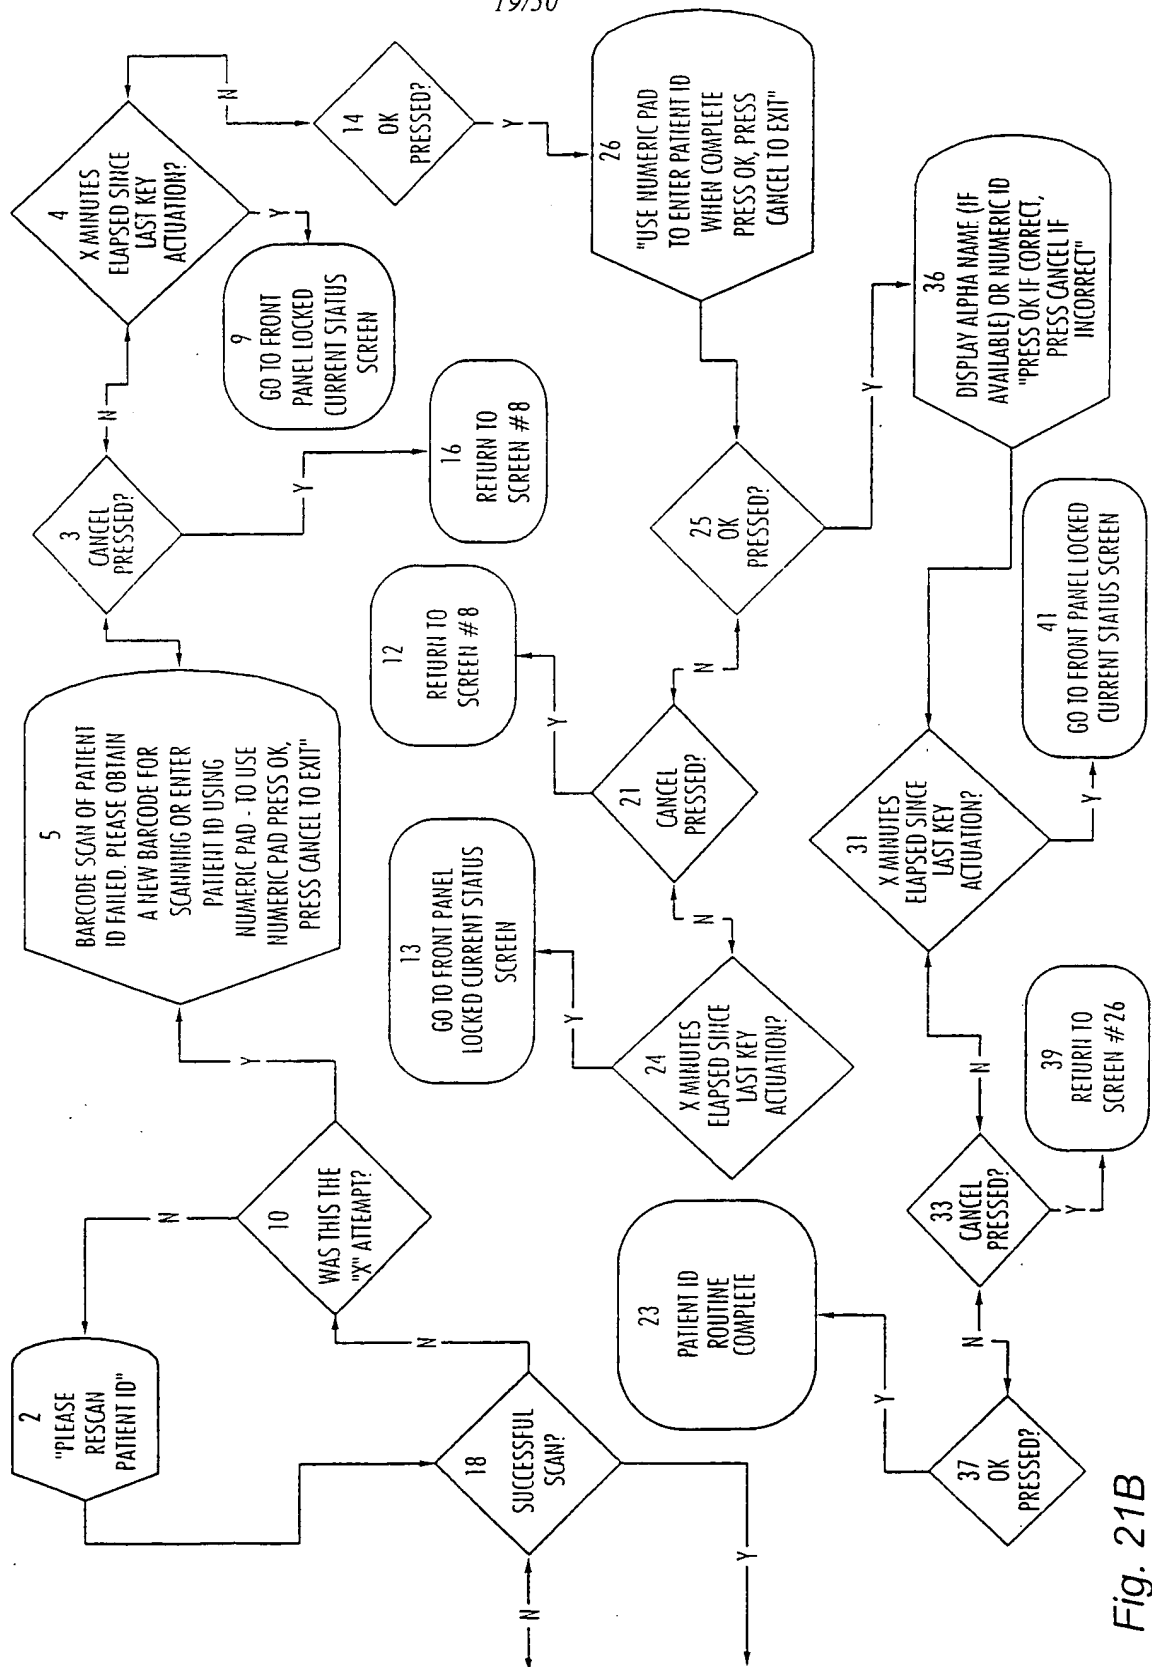 19/50
2
"PLEASE
RESCAN
PATIENT ID"
N
10
WAS THIS THE
"X" ATTEMPT?
Y
5
BARCODE SCAN OF PATIENT
ID FAILED. PLEASE OBTAIN
A NEW BARCODE FOR
SCANNING OR ENTER
PATIENT ID USING
NUMERIC PAD - TO USE
NUMERIC PAD PRESS OK,
PRESS CANCEL TO EXIT"
3
CANCEL
PRESSED?
N
Y
4
X MINUTES
ELAPSED SINCE
LAST KEY
ACTUATION?
N
Y
9
GO TO FRONT
PANEL LOCKED
CURRENT STATUS
SCREEN
16
RETURN TO
SCREEN #8
14
OK
PRESSED?
Y
18
SUCCESSFUL
SCAN?
N
N
Y
13
GO TO FRONT PANEL
LOCKED CURRENT STATUS
SCREEN
Y
12
RETURN TO
SCREEN #8
Y
26
"USE NUMERIC PAD
TO ENTER PATIENT ID
WHEN COMPLETE
PRESS OK, PRESS
CANCEL TO EXIT"
24
X MINUTES
ELAPSED SINCE
LAST KEY
ACTUATION?
N
21
CANCEL
PRESSED?
N
25
OK
PRESSED?
Y
23
PATIENT ID
ROUTINE
COMPLETE
Y
37
OK
PRESSED?
N
33
CANCEL
PRESSED?
N
Y
31
X MINUTES
ELAPSED SINCE
LAST KEY
ACTUATION?
Y
36
DISPLAY ALPHA NAME (IF
AVAILABLE) OR NUMERIC ID
"PRESS OK IF CORRECT,
PRESS CANCEL IF
INCORRECT"
39
RETURN TO
SCREEN #26
41
GO TO FRONT PANEL LOCKED
CURRENT STATUS SCREEN
Fig. 21B